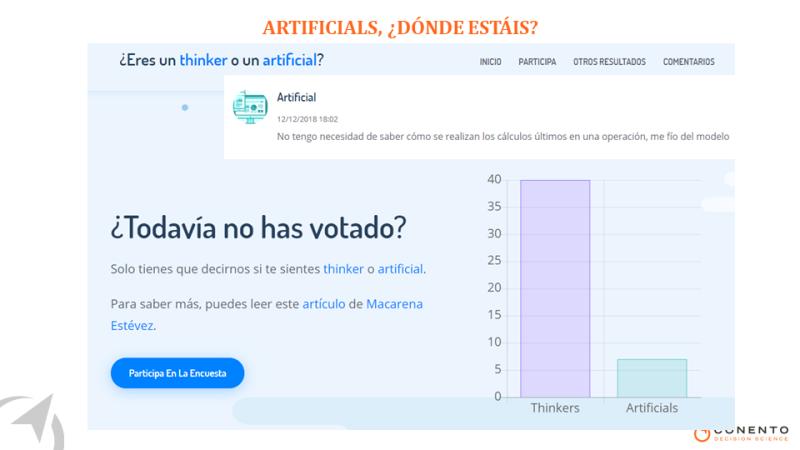 ARTIFICIALS, ¿DÓNDE ESTÁIS?
¿Eres un thinker o un artificial?
INICIO PARTICIPA OTROS RESULTADOS COMENTARIOS
Artificial
12/12/2018 18:02
No tengo necesidad de saber cómo se realizan los cálculos últimos en una operación, me fío del modelo
¿Todavía no has votado?
Solo tienes que decirnos si te sientes thinker o artificial.
Para saber más, puedes leer este artículo de Macarena
Estévez.
Participa En La Encuesta
40
35
30
25
20
15
10
5
0
Thinkers Artificials
CONENTO
DECISION SCIENCE